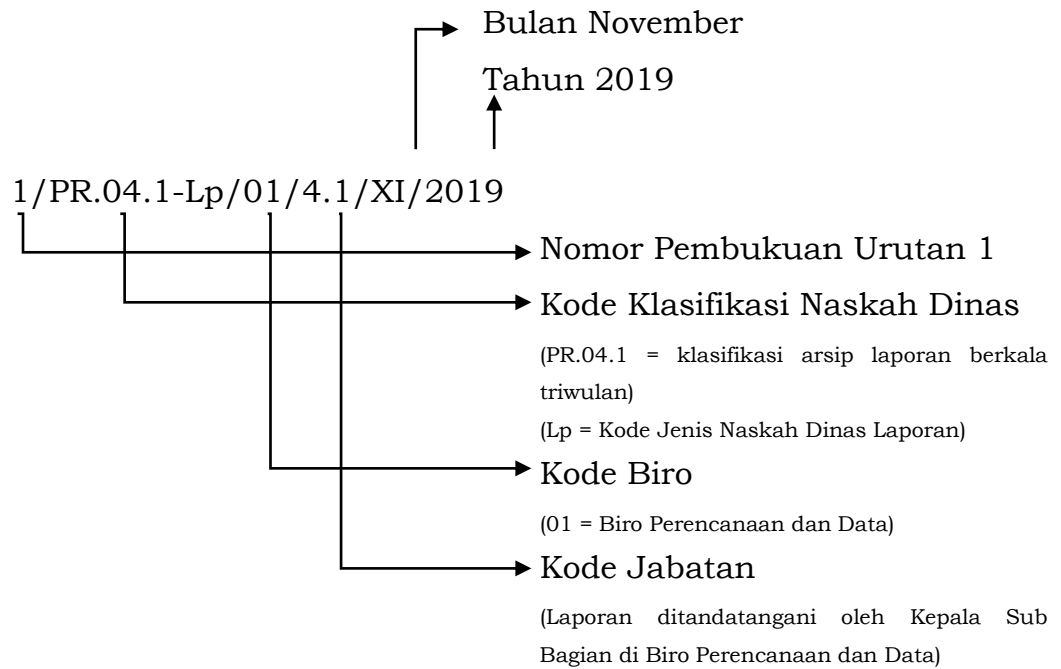 Bulan November
Tahun 2019
1/PR.04.1-Lp/01/4.1/XI/2019
Nomor Pembukuan Urutan 1
Kode Klasifikasi Naskah Dinas
(PR.04.1 = klasifikasi arsip laporan berkala
triwulan)
(Lp = Kode Jenis Naskah Dinas Laporan)
Kode Biro
(01 = Biro Perencanaan dan Data)
Kode Jabatan
(Laporan ditandatangani oleh Kepala Sub
Bagian di Biro Perencanaan dan Data)